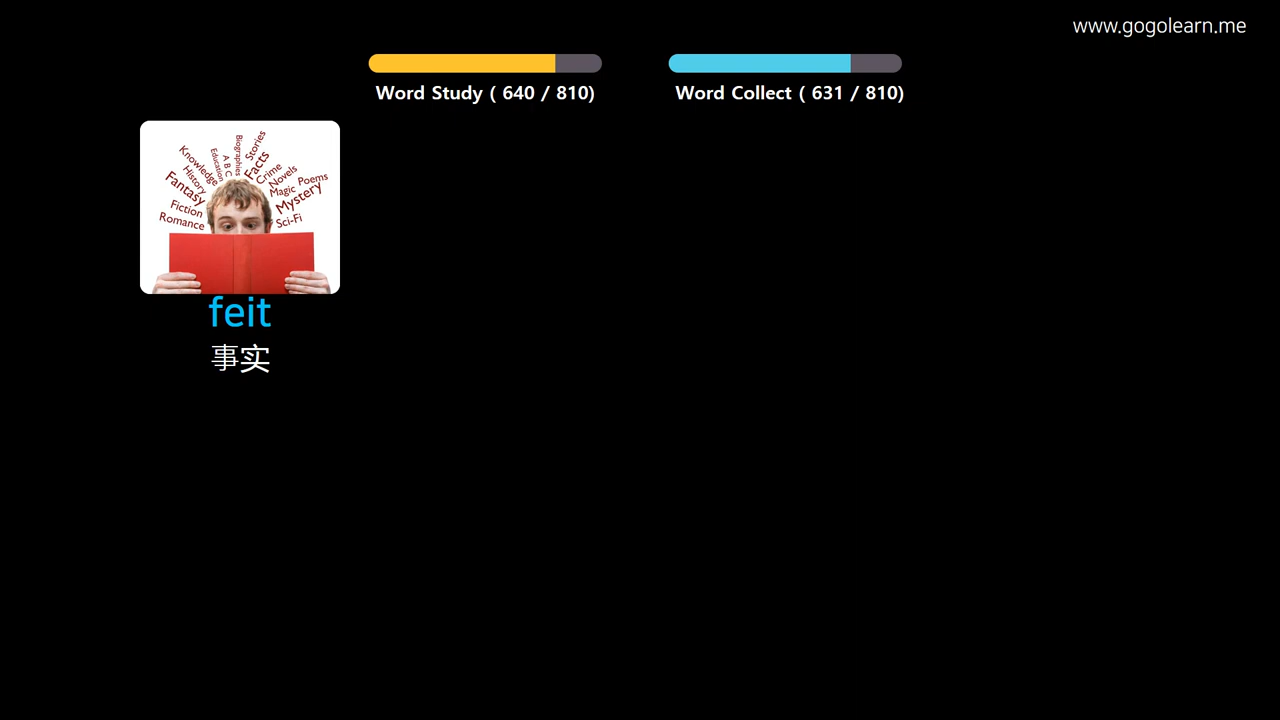 www.gogolearn.me
Word Study ( 640 / 810)
Word Collect ( 631 / 810)
Biographies
Stories
Facts
A B C
Education
Knowledge
Crime
Novels
History
Magic
Poems
Fantasy
Mystery
Fiction
Romance
Sci-Fi
feit
事实